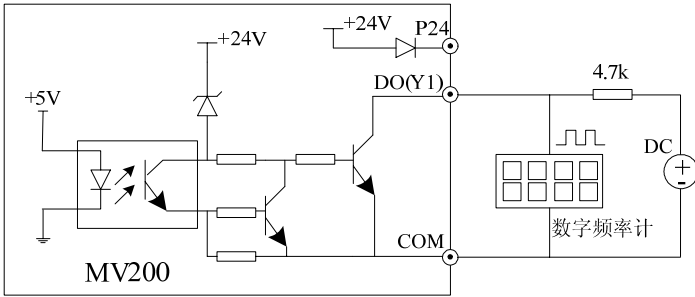 +24V
P24
+24V
DO(Y1)
4.7k
+5V
DC
+
-
数字频率计
COM
MV200